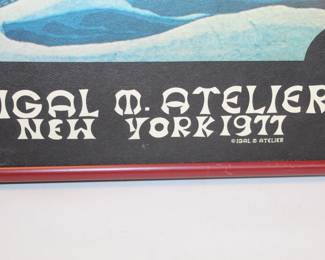 IGAL M. ATELIER
NEW YORK 1977
© IGAL M ATELIER